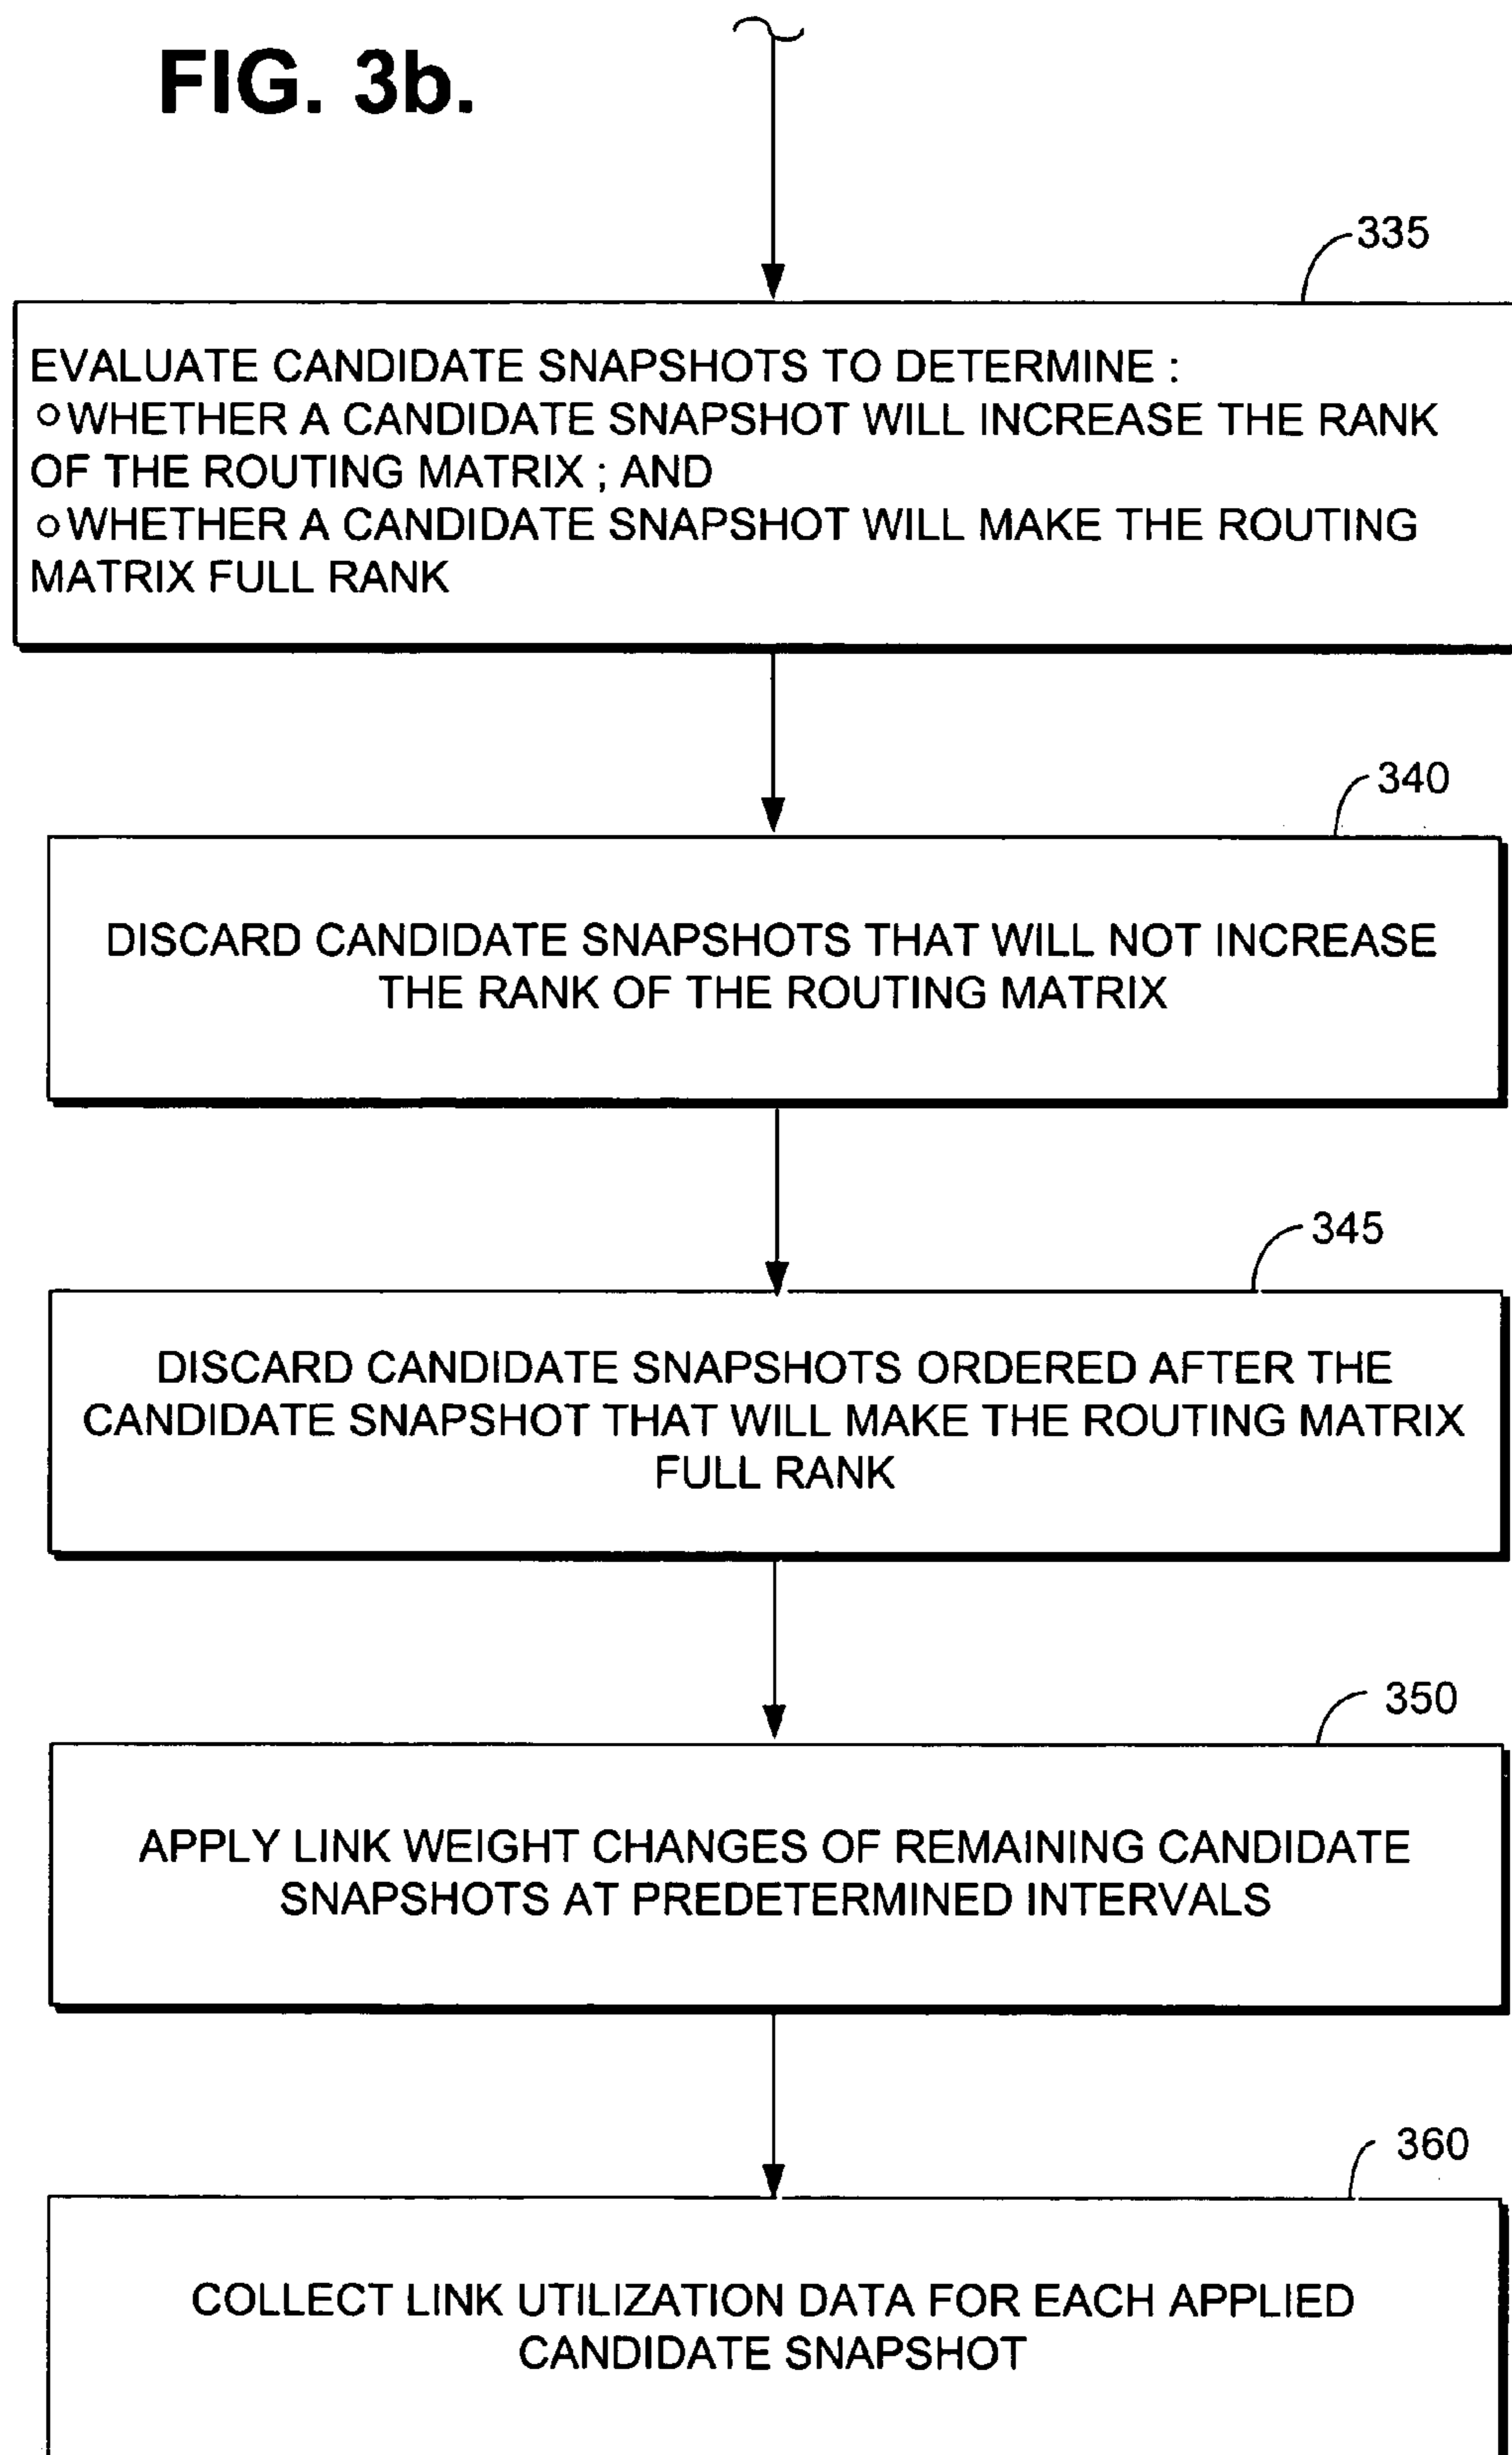 FIG. 3b.
335
EVALUATE CANDIDATE SNAPSHOTS TO DETERMINE :
○ WHETHER A CANDIDATE SNAPSHOT WILL INCREASE THE RANK
OF THE ROUTING MATRIX ; AND
○ WHETHER A CANDIDATE SNAPSHOT WILL MAKE THE ROUTING
MATRIX FULL RANK
340
DISCARD CANDIDATE SNAPSHOTS THAT WILL NOT INCREASE
THE RANK OF THE ROUTING MATRIX
345
DISCARD CANDIDATE SNAPSHOTS ORDERED AFTER THE
CANDIDATE SNAPSHOT THAT WILL MAKE THE ROUTING MATRIX
FULL RANK
350
APPLY LINK WEIGHT CHANGES OF REMAINING CANDIDATE
SNAPSHOTS AT PREDETERMINED INTERVALS
360
COLLECT LINK UTILIZATION DATA FOR EACH APPLIED
CANDIDATE SNAPSHOT